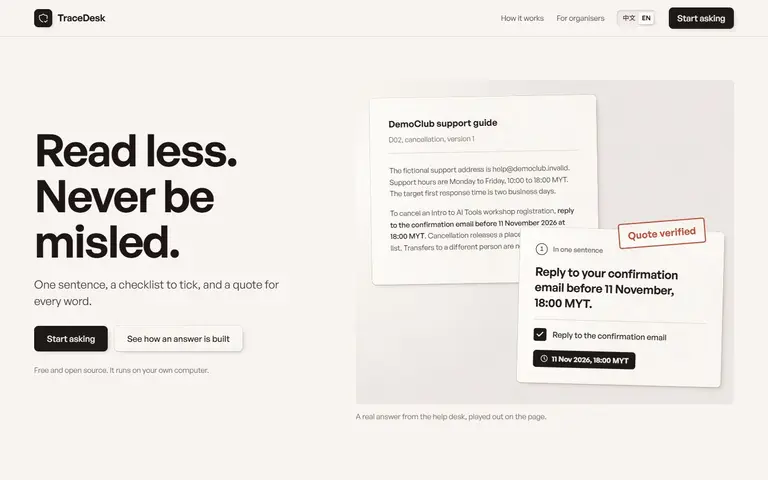 TraceDesk
How it works
For organisers
中文 EN
Start asking
Read less.
Never be
misled.
One sentence, a checklist to tick, and a quote for
every word.
Start asking
See how an answer is built
Free and open source. It runs on your own computer.
DemoClub support guide
D02, cancellation, version 1
The fictional support address is help@democlub.invalid.
Support hours are Monday to Friday, 10:00 to 18:00 MYT.
The target first response time is two business days.
To cancel an Intro to AI Tools workshop registration, reply
to the confirmation email before 11 November 2026 at
18:00 MYT. Cancellation releases a place
list. Transfers to a different person are
Quote verified
1 In one sentence
Reply to your confirmation
email before 11 November,
18:00 MYT.
Reply to the confirmation email
11 Nov 2026, 18:00 MYT
A real answer from the help desk, played out on the page.